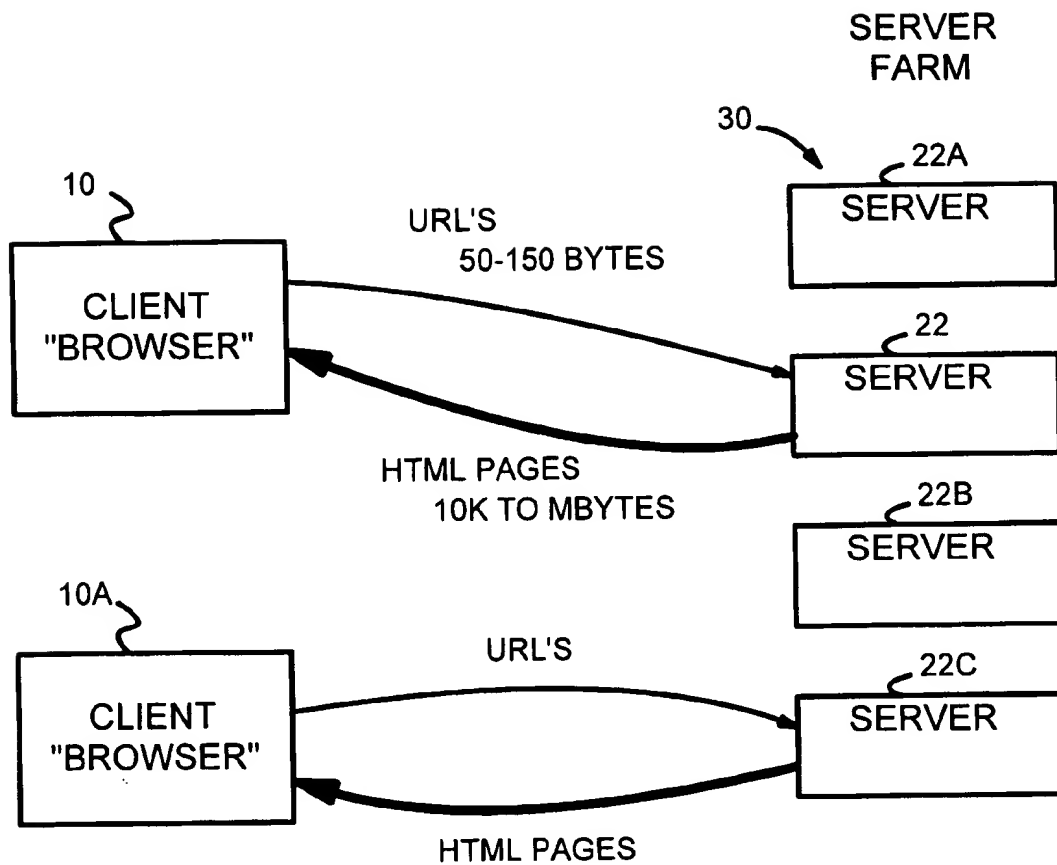 SERVER
FARM
30
22A
SERVER
10
URL'S
50-150 BYTES
CLIENT
"BROWSER"
22
SERVER
HTML PAGES
10K TO MBYTES
22B
SERVER
10A
URL'S
22C
SERVER
CLIENT
"BROWSER"
HTML PAGES